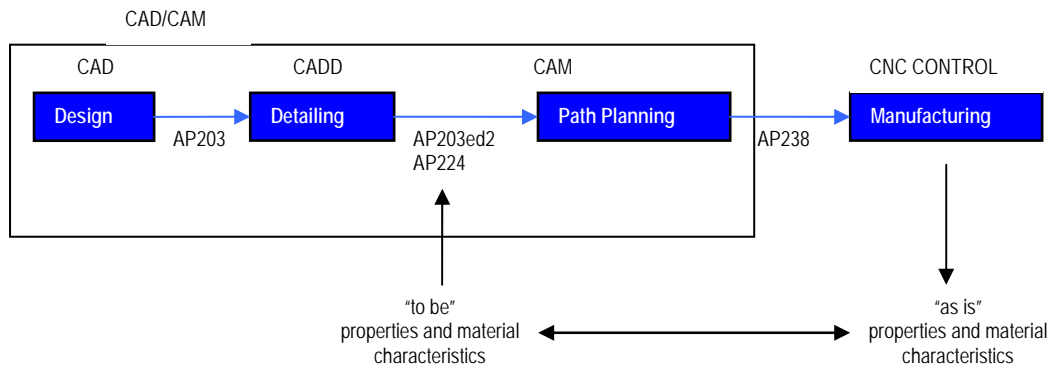 CAD/CAM
CAD
CADD
CAM
CNC CONTROL
Design
Detailing
Path Planning
Manufacturing
AP203
AP203ed2
AP224
AP238
“to be”
properties and material
characteristics
“as is”
properties and material
characteristics